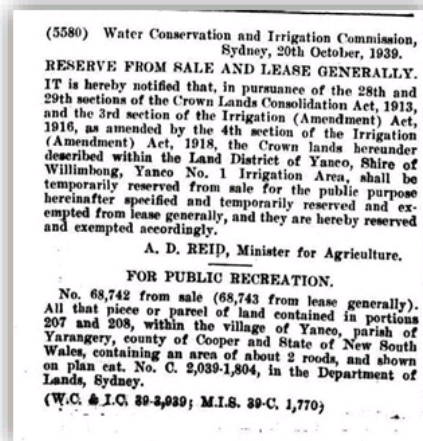 (5580) Water Conservation and Irrigation Commission,
Sydney, 20th October, 1939.
RESERVE FROM SALE AND LEASE GENERALLY.
IT is hereby notified that, in pursuance of the 28th and
29th sections of the Crown Lands Consolidation Act, 1913,
and the 3rd section of the Irrigation (Amendment) Act,
1916, as amended by the 4th section of the Irrigation
(Amendment) Act, 1918, the Crown lands hereunder
described within the Land District of Yanco, Shire of
Willimbong, Yanco No. 1 Irrigation Area, shall be
temporarily reserved from sale for the public purpose
hereinafter specified and temporarily reserved and ex-
empted from lease generally, and they are hereby reserved
and exempted accordingly.
A. D. REID, Minister for Agriculture.
FOR PUBLIC RECREATION.
No. 68,742 from sale (68,743 from lease generally).
All that piece or parcel of land contained in portions
207 and 208, within the village of Yanco, parish of
Yarangery, county of Cooper and State of New South
Wales, containing an area of about 2 roods, and shown
on plan cat. No. C. 2,039-1,804, in the Department of
Lands, Sydney.
(W.C. & I.C. 39-3,939; M.I.S. 39-C. 1,770)